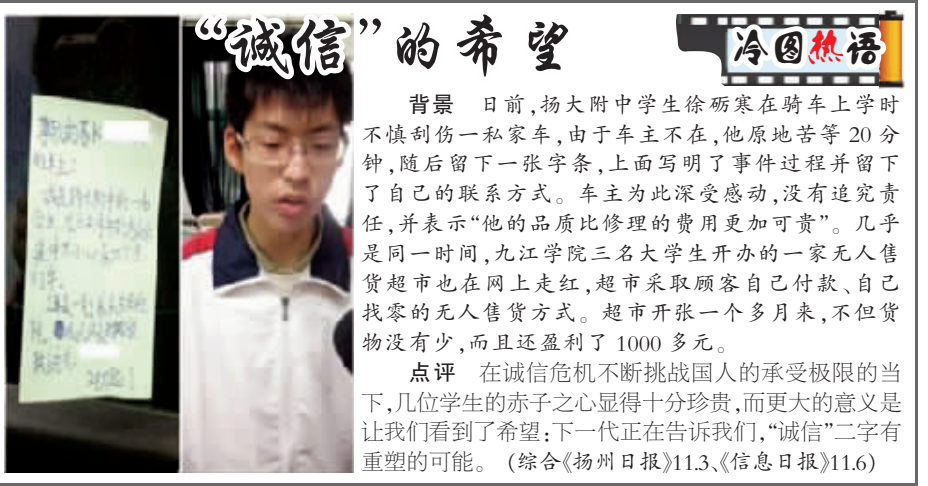 “诚信”的希望
冷图热语
背景 日前,扬大附中学生徐砺寒在骑车上学时
不慎刮伤一私家车,由于车主不在,他原地苦等20分
钟,随后留下一张字条,上面写明了事件过程并留下
了自己的联系方式。车主为此深受感动,没有追究责
任,并表示“他的品质比修理的费用更加可贵”。几乎
是同一时间,九江学院三名大学生开办的一家无人售
货超市也在网上走红,超市采取顾客自己付款、自己
找零的无人售货方式。超市开张一个多月来,不但货
物没有少,而且还盈利了1000多元。
点评 在诚信危机不断挑战国人的承受极限的当
下,几位学生的赤子之心显得十分珍贵,而更大的意义是
让我们看到了希望:下一代正在告诉我们,“诚信”二字有
重塑的可能。(综合《扬州日报》11.3、《信息日报》11.6)